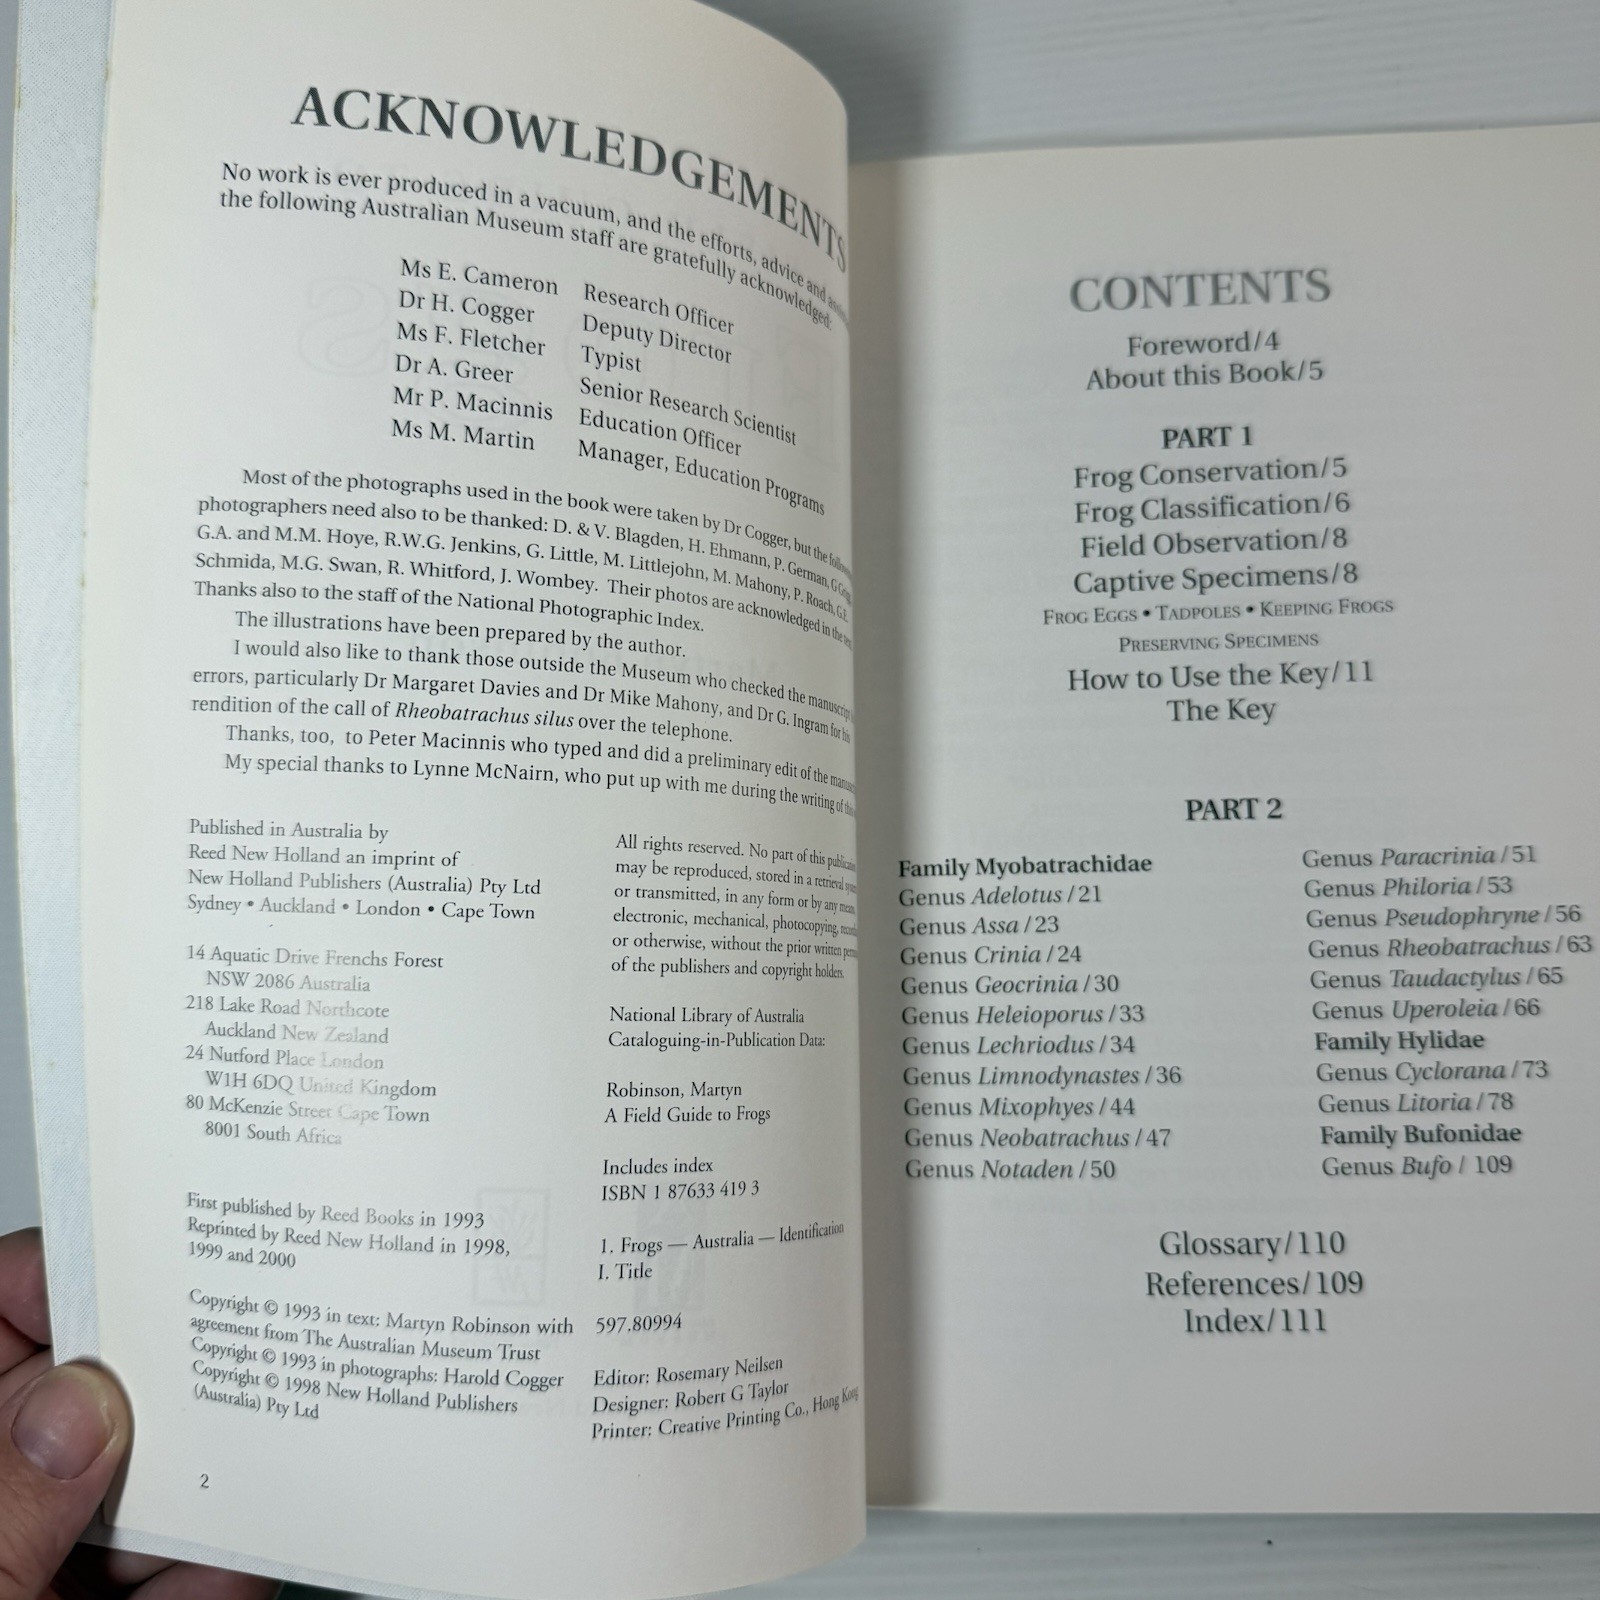 ACKNOWLEDGEMENTS
No work is ever produced in a vacuum, and the efforts, advice and
the following Australian Museum staff are gratefully acknowledged:
Ms E. Cameron Research Officer
Dr H. Cogger Deputy Director
Ms F. Fletcher Typist
Dr A. Greer Senior Research Scientist
Mr P. Macinnis Education Officer
Ms M. Martin Manager, Education Programs
Most of the photographs used in the book were taken by Dr Cogger, but the following
photographers need also to be thanked: D. & V. Blagden, H. Ehmann, P. German, G
G.A. and M.M. Hoye, R.W.G. Jenkins, G. Little, M. Littlejohn, M. Mahony, P. Roach, G.E.
Schmida, M.G. Swan, R. Whitford, J. Wombey. Their photos are acknowledged in the text.
Thanks also to the staff of the National Photographic Index.
The illustrations have been prepared by the author.
I would also like to thank those outside the Museum who checked the manuscript
errors, particularly Dr Margaret Davies and Dr Mike Mahony, and Dr G. Ingram for his
rendition of the call of Rheobatrachus silus over the telephone.
Thanks, too, to Peter Macinnis who typed and did a preliminary edit of the
My special thanks to Lynne McNairn, who put up with me during the writing of
Published in Australia by
Reed New Holland an imprint of
New Holland Publishers (Australia) Pty Ltd
Sydney • Auckland • London • Cape Town
14 Aquatic Drive Frenchs Forest
NSW 2086 Australia
218 Lake Road Northcote
Auckland New Zealand
24 Nutford Place London
W1H 6DQ United Kingdom
80 McKenzie Street Cape Town
8001 South Africa
First published by Reed Books in 1993
Reprinted by Reed New Holland in 1998,
1999 and 2000
Copyright © 1993 in text: Martyn Robinson with
agreement from The Australian Museum Trust
Copyright © 1993 in photographs: Harold Cogger
Copyright © 1998 New Holland Publishers
(Australia) Pty Ltd
2
All rights reserved. No part of this publication
may be reproduced, stored in a retrieval
or transmitted, in any form or by any means,
electronic, mechanical, photocopying,
or otherwise, without the prior written
of the publishers and copyright holders.
National Library of Australia
Cataloguing-in-Publication Data:
Robinson, Martyn
A Field Guide to Frogs
Includes index
ISBN 1 87633 419 3
1. Frogs — Australia — Identification
I. Title
597.80994
Editor: Rosemary Neilsen
Designer: Robert G Taylor
Printer: Creative Printing Co., Hong Kong
CONTENTS
Foreword/4
About this Book/5
PART 1
Frog Conservation/5
Frog Classification/6
Field Observation/8
Captive Specimens/8
FROG EGGS • TADPOLES • KEEPING FROGS
PRESERVING SPECIMENS
How to Use the Key/11
The Key
PART 2
Family Myobatrachidae
Genus Adelotus /21
Genus Assa /23
Genus Crinia /24
Genus Geocrinia /30
Genus Heleioporus /33
Genus Lechriodus /34
Genus Limnodynastes /36
Genus Mixophyes /44
Genus Neobatrachus /47
Genus Notaden /50
Genus Paracrinia /51
Genus Philoria /53
Genus Pseudophryne /56
Genus Rheobatrachus /63
Genus Taudactylus /65
Genus Uperoleia /66
Family Hylidae
Genus Cyclorana /73
Genus Litoria /78
Family Bufonidae
Genus Bufo / 109
Glossary/110
References/109
Index/111